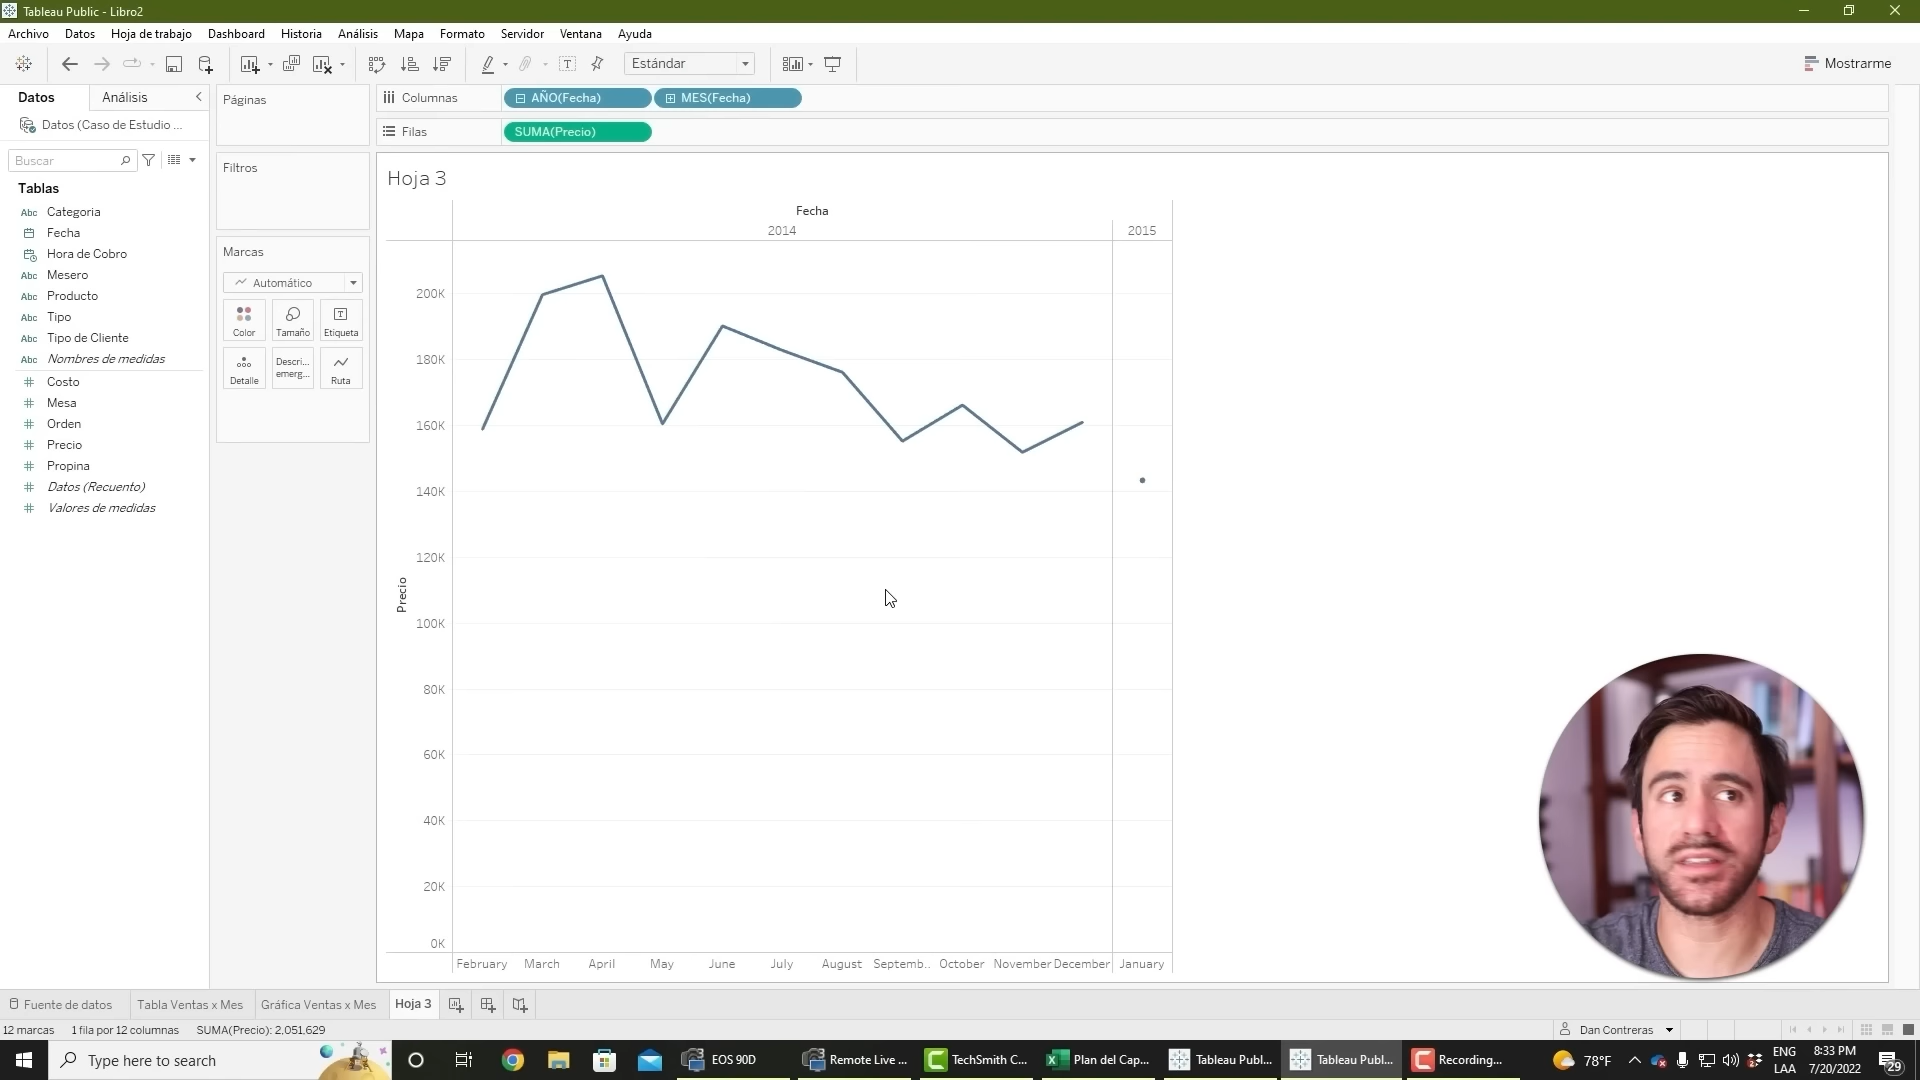 Tableau Public - Libro2
Archivo Datos Hoja de trabajo Dashboard Historia Análisis Mapa Formato Servidor Ventana Ayuda
Estándar
Mostrarme
Datos Análisis
Datos (Caso de Estudio ...
Buscar
Tablas
Abc Categoria
Fecha
Hora de Cobro
Abc Mesero
Abc Producto
Abc Tipo
Abc Tipo de Cliente
Abc Nombres de medidas
Costo
Mesa
Orden
Precio
Propina
Datos (Recuento)
Valores de medidas
Páginas
Filtros
Marcas
Automático
Color Tamaño Etiqueta
Detalle Descri... emerg... Ruta
Columnas AÑO(Fecha) MES(Fecha)
Filas SUMA(Precio)
Hoja 3
Fecha
2014 2015
200K
180K
160K
140K
120K
100K
80K
60K
40K
20K
0K
Precio
February March April May June July August Septemb.. October November December January
Fuente de datos Tabla Ventas x Mes Gráfica Ventas x Mes Hoja 3
12 marcas 1 fila por 12 columnas SUMA(Precio): 2,051,629 Dan Contreras
Type here to search EOS 90D Remote Live ... TechSmith C... Plan del Cap... Tableau Publ... Tableau Publ... Recording... 78°F ENG LAA 8:33 PM 7/20/2022 29